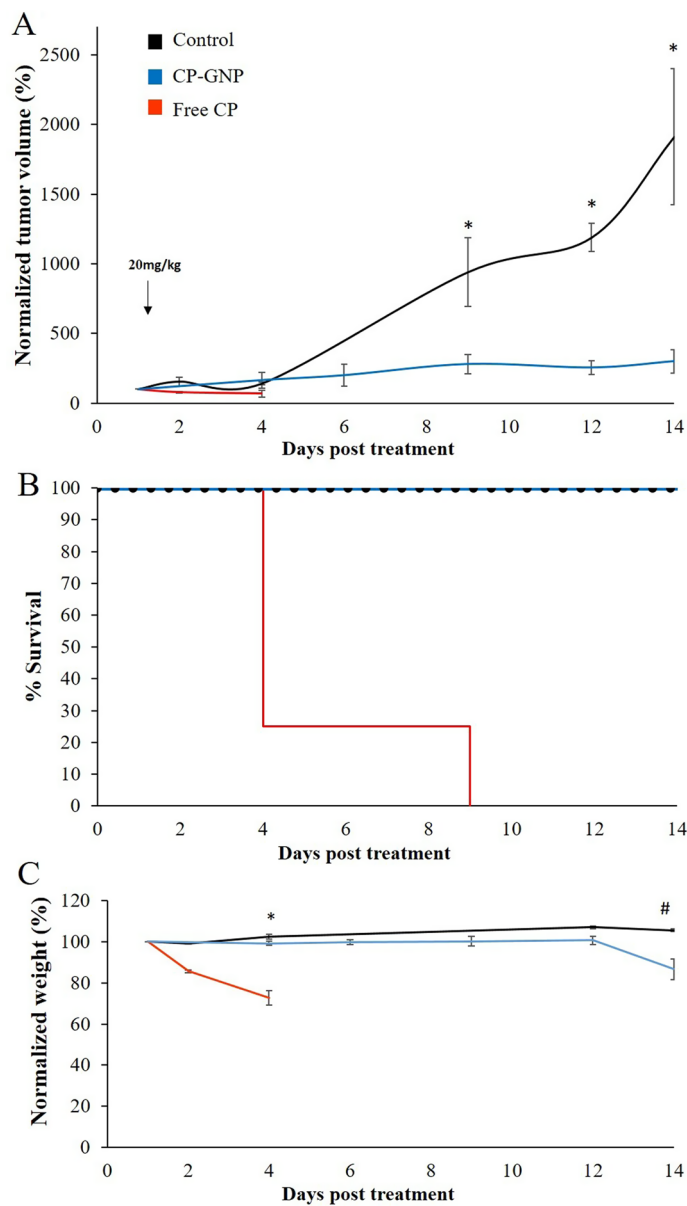 A
Normalized tumor volume (%)
2500
2000
1500
1000
500
0
Control
CP-GNP
Free CP
20mg/kg
*
*
*
0 2 4 6 8 10 12 14
Days post treatment
B
% Survival
100
90
80
70
60
50
40
30
20
10
0
0 2 4 6 8 10 12 14
Days post treatment
C
Normalized weight (%)
120
100
80
60
40
20
0
*
#
0 2 4 6 8 10 12 14
Days post treatment